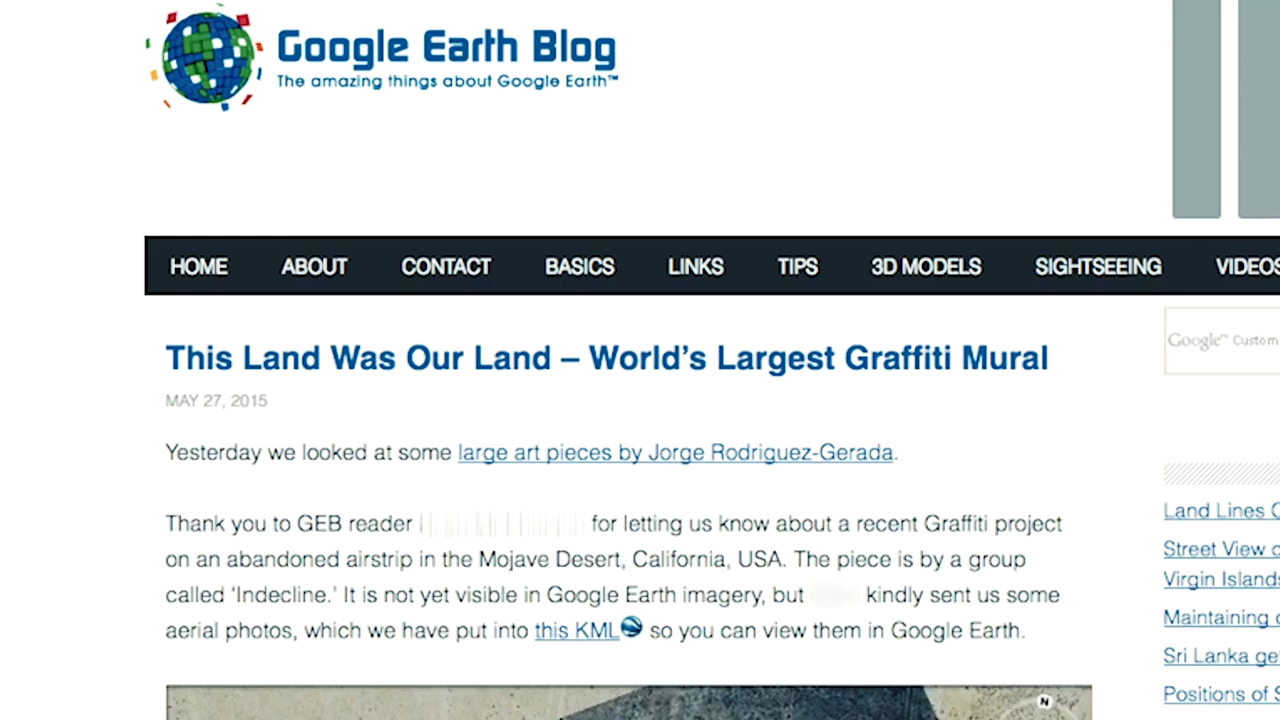 Google Earth Blog
The amazing things about Google Earth™
HOME ABOUT CONTACT BASICS LINKS TIPS 3D MODELS SIGHTSEEING VIDEOS
Google™ Custom
This Land Was Our Land – World's Largest Graffiti Mural
MAY 27, 2015
Yesterday we looked at some large art pieces by Jorge Rodriguez-Gerada.
Thank you to GEB reader for letting us know about a recent Graffiti project
on an abandoned airstrip in the Mojave Desert, California, USA. The piece is by a group
called ‘Indecline.’ It is not yet visible in Google Earth imagery, but kindly sent us some
aerial photos, which we have put into this KML so you can view them in Google Earth.
N
Land Lines
Street View
Virgin Islands
Maintaining
Sri Lanka
Positions of